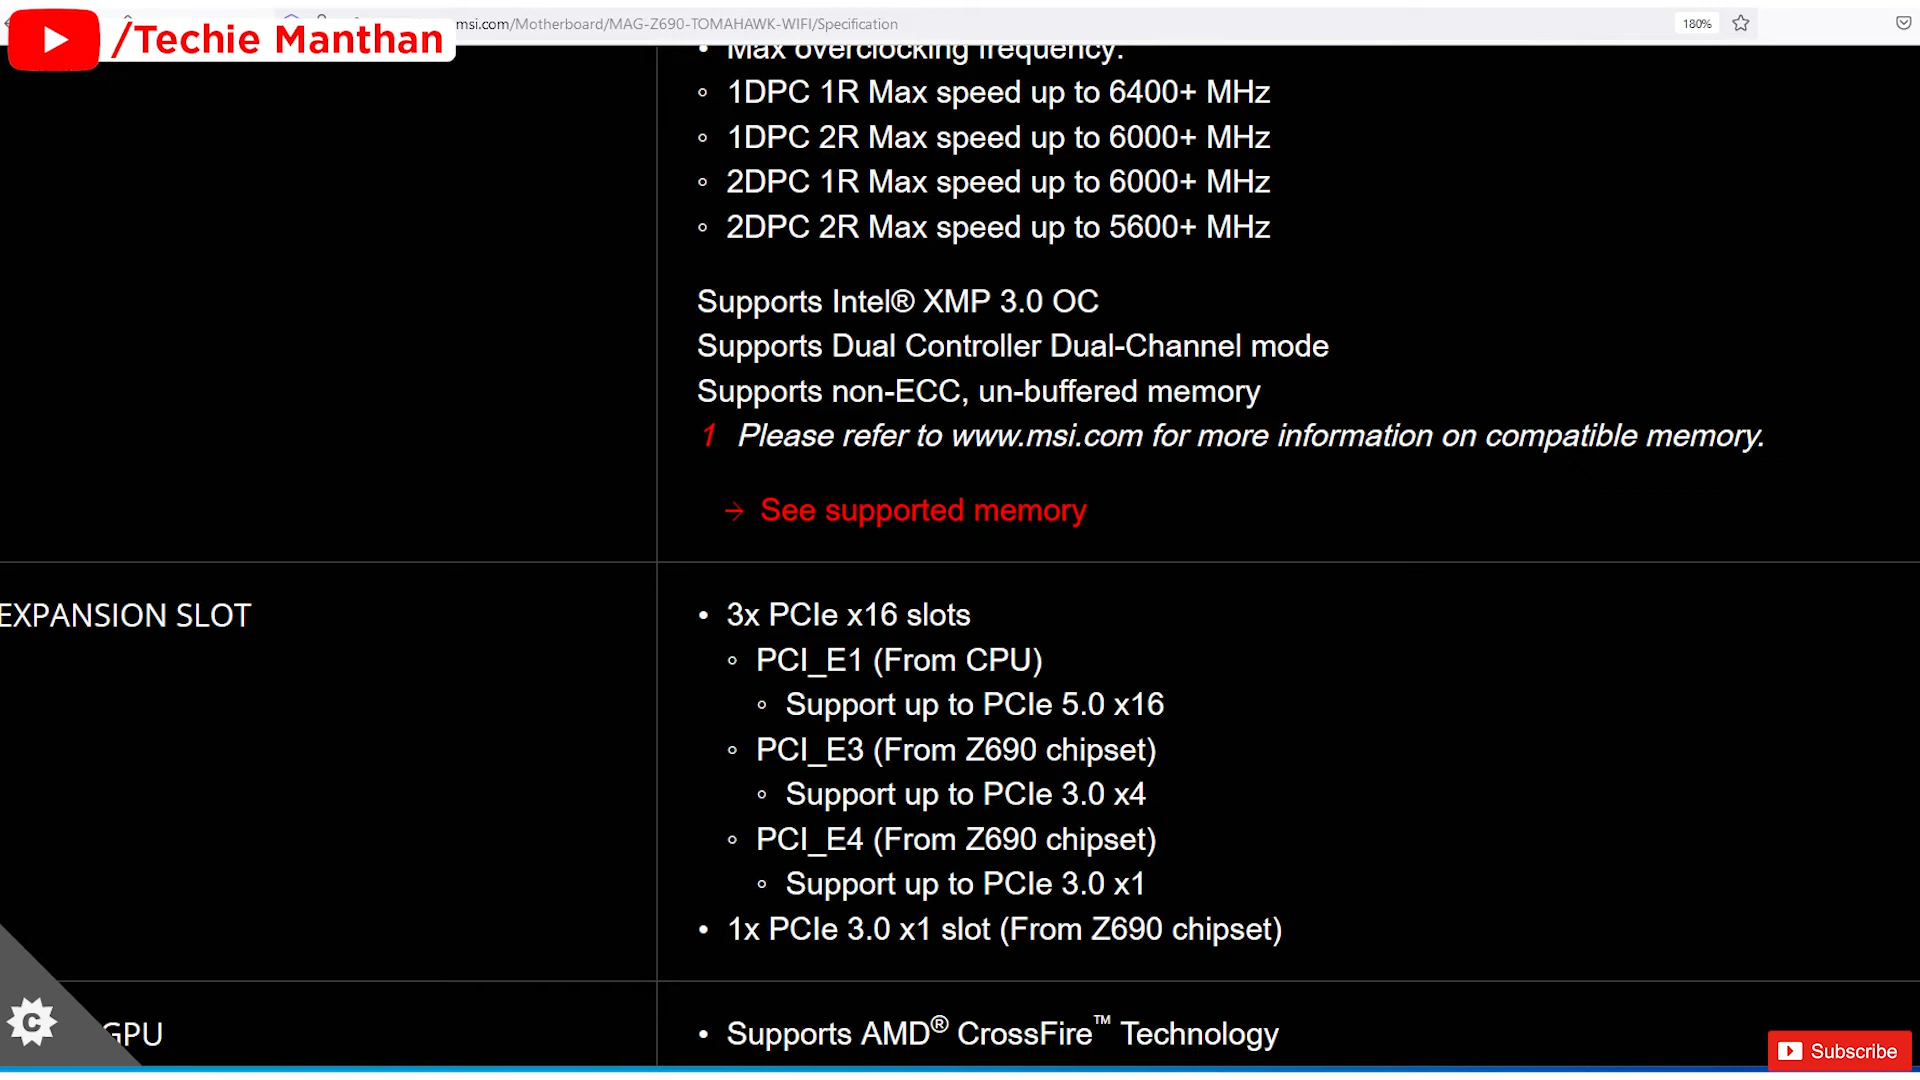 msi.com/Motherboard/MAG-Z690-TOMAHAWK-WIFI/Specification
180%
/Techie Manthan
• Max overclocking frequency:
◦ 1DPC 1R Max speed up to 6400+ MHz
◦ 1DPC 2R Max speed up to 6000+ MHz
◦ 2DPC 1R Max speed up to 6000+ MHz
◦ 2DPC 2R Max speed up to 5600+ MHz
Supports Intel® XMP 3.0 OC
Supports Dual Controller Dual-Channel mode
Supports non-ECC, un-buffered memory
1 Please refer to www.msi.com for more information on compatible memory.
→ See supported memory
EXPANSION SLOT
• 3x PCIe x16 slots
◦ PCI_E1 (From CPU)
◦ Support up to PCIe 5.0 x16
◦ PCI_E3 (From Z690 chipset)
◦ Support up to PCIe 3.0 x4
◦ PCI_E4 (From Z690 chipset)
◦ Support up to PCIe 3.0 x1
• 1x PCIe 3.0 x1 slot (From Z690 chipset)
GPU
• Supports AMD® CrossFire™ Technology
C
Subscribe